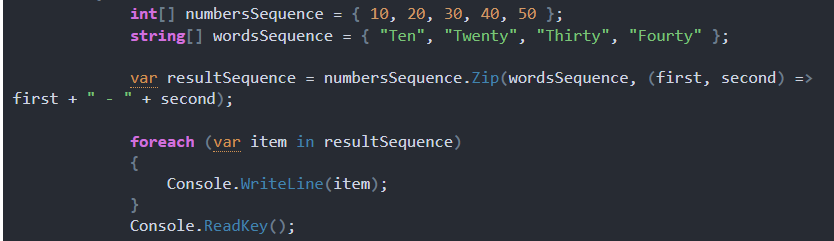 int[] numbersSequence = { 10, 20, 30, 40, 50 };
string[] wordsSequence = { "Ten", "Twenty", "Thirty", "Fourty" };
var resultSequence = numbersSequence.Zip(wordsSequence, (first, second) =>
first + " - " + second);
foreach (var item in resultSequence)
{
Console.WriteLine(item);
}
Console.ReadKey();